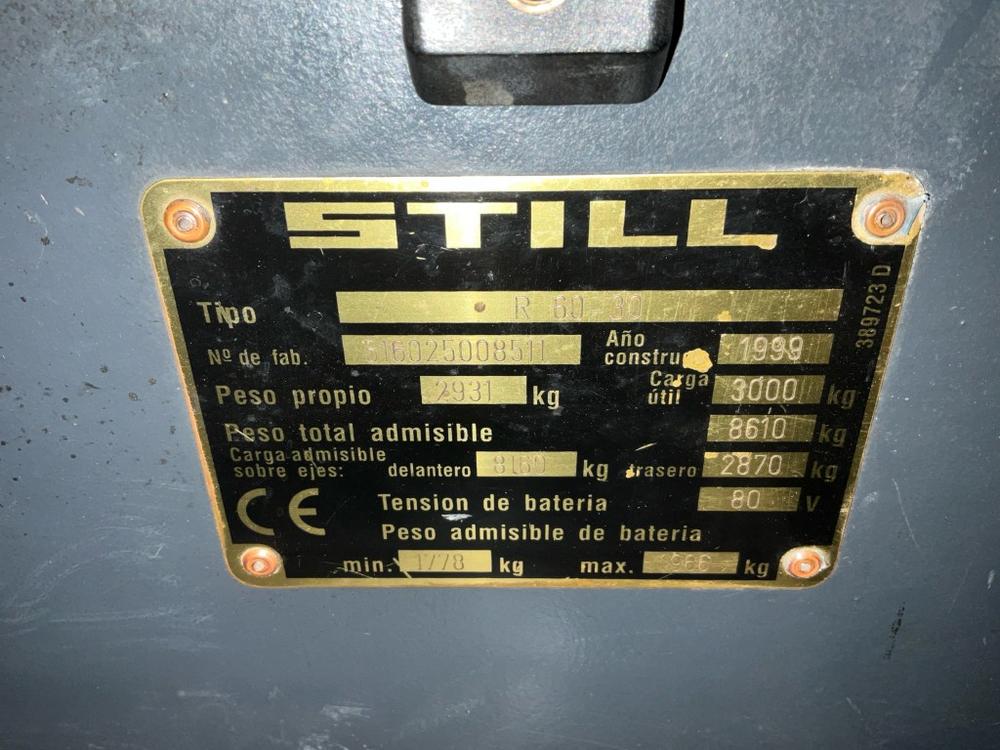 STILL
Tipo R 60-30
Nº de fab. 516025008511 Año construc 1999
Peso propio 2931 kg Carga útil 3000 kg
Peso total admisible 8610 kg
Carga admisible sobre ejes: delantero 8160 kg trasero 2870 kg
CE Tension de bateria 80 V
Peso admisible de bateria
min. 1778 kg max. kg
389723 D